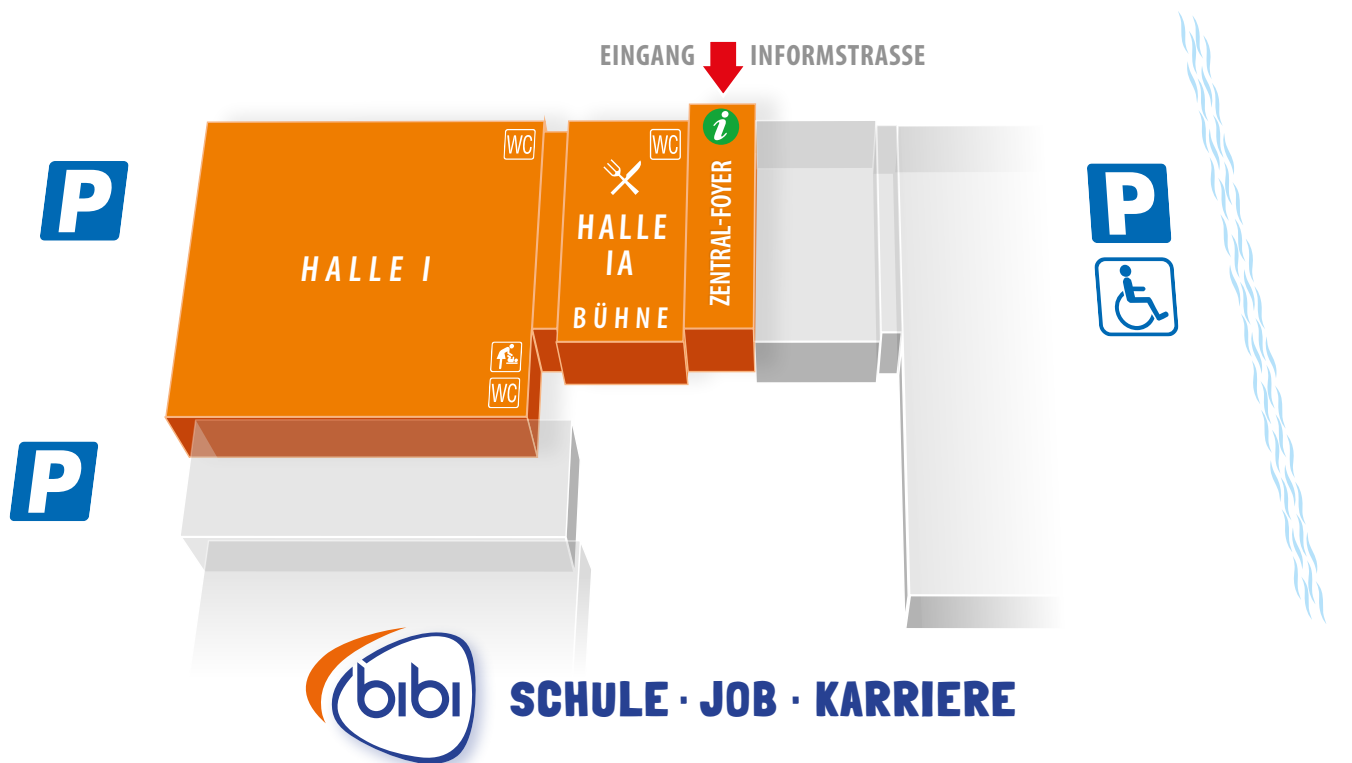 EINGANG INFORMSTRASSE
i
WC
WC
P
P
ZENTRAL-FOYER
HALLE
IA
HALLE I
BÜHNE
WC
P
bibi SCHULE · JOB · KARRIERE